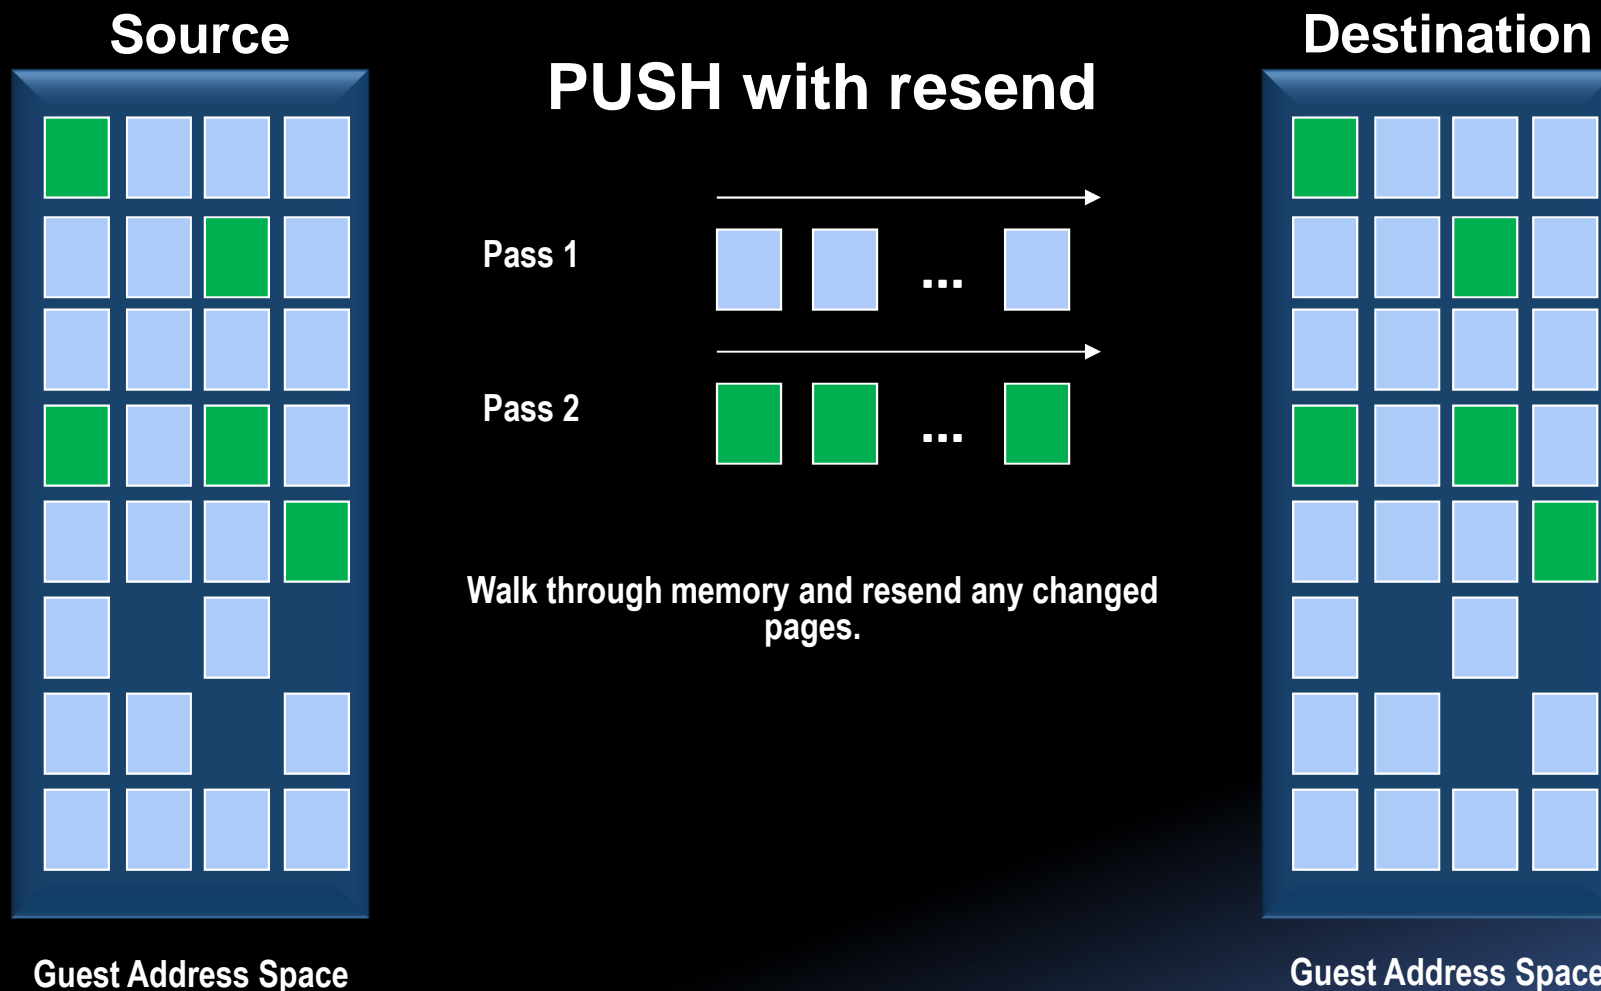 Source
Destination
PUSH with resend
Pass 1
...
Pass 2
...
Walk through memory and resend any changed
pages.
Guest Address Space
Guest Address Space